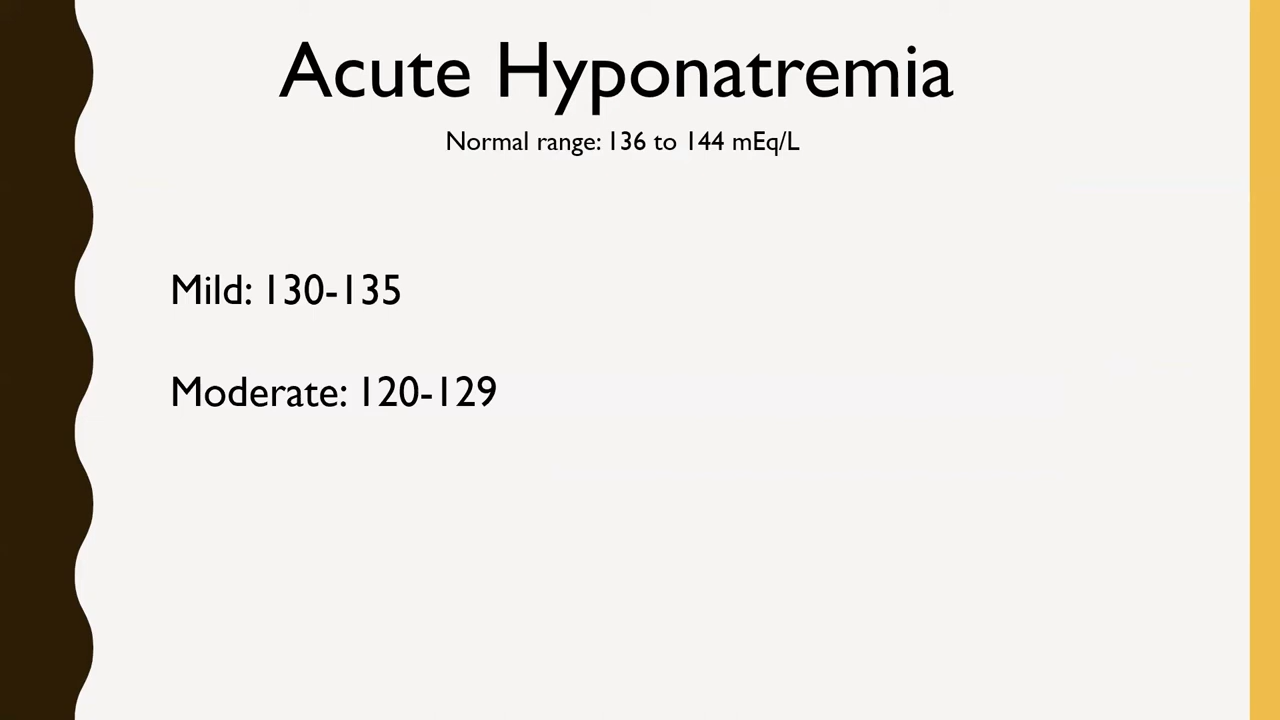 Acute Hyponatremia
Normal range: 136 to 144 mEq/L
Mild: 130-135
Moderate: 120-129